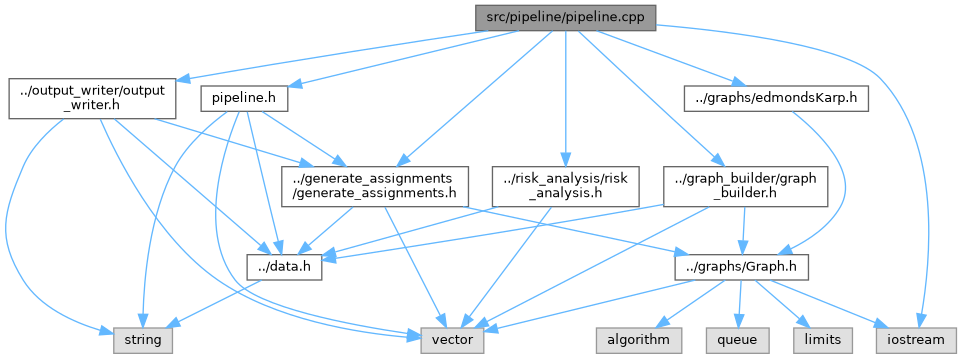 src/pipeline/pipeline.cpp
../output_writer/output
_writer.h
pipeline.h
../graphs/edmondsKarp.h
../generate_assignments
/generate_assignments.h
../risk_analysis/risk
_analysis.h
../graph_builder/graph
_builder.h
../data.h
../graphs/Graph.h
string
vector
algorithm
queue
limits
iostream